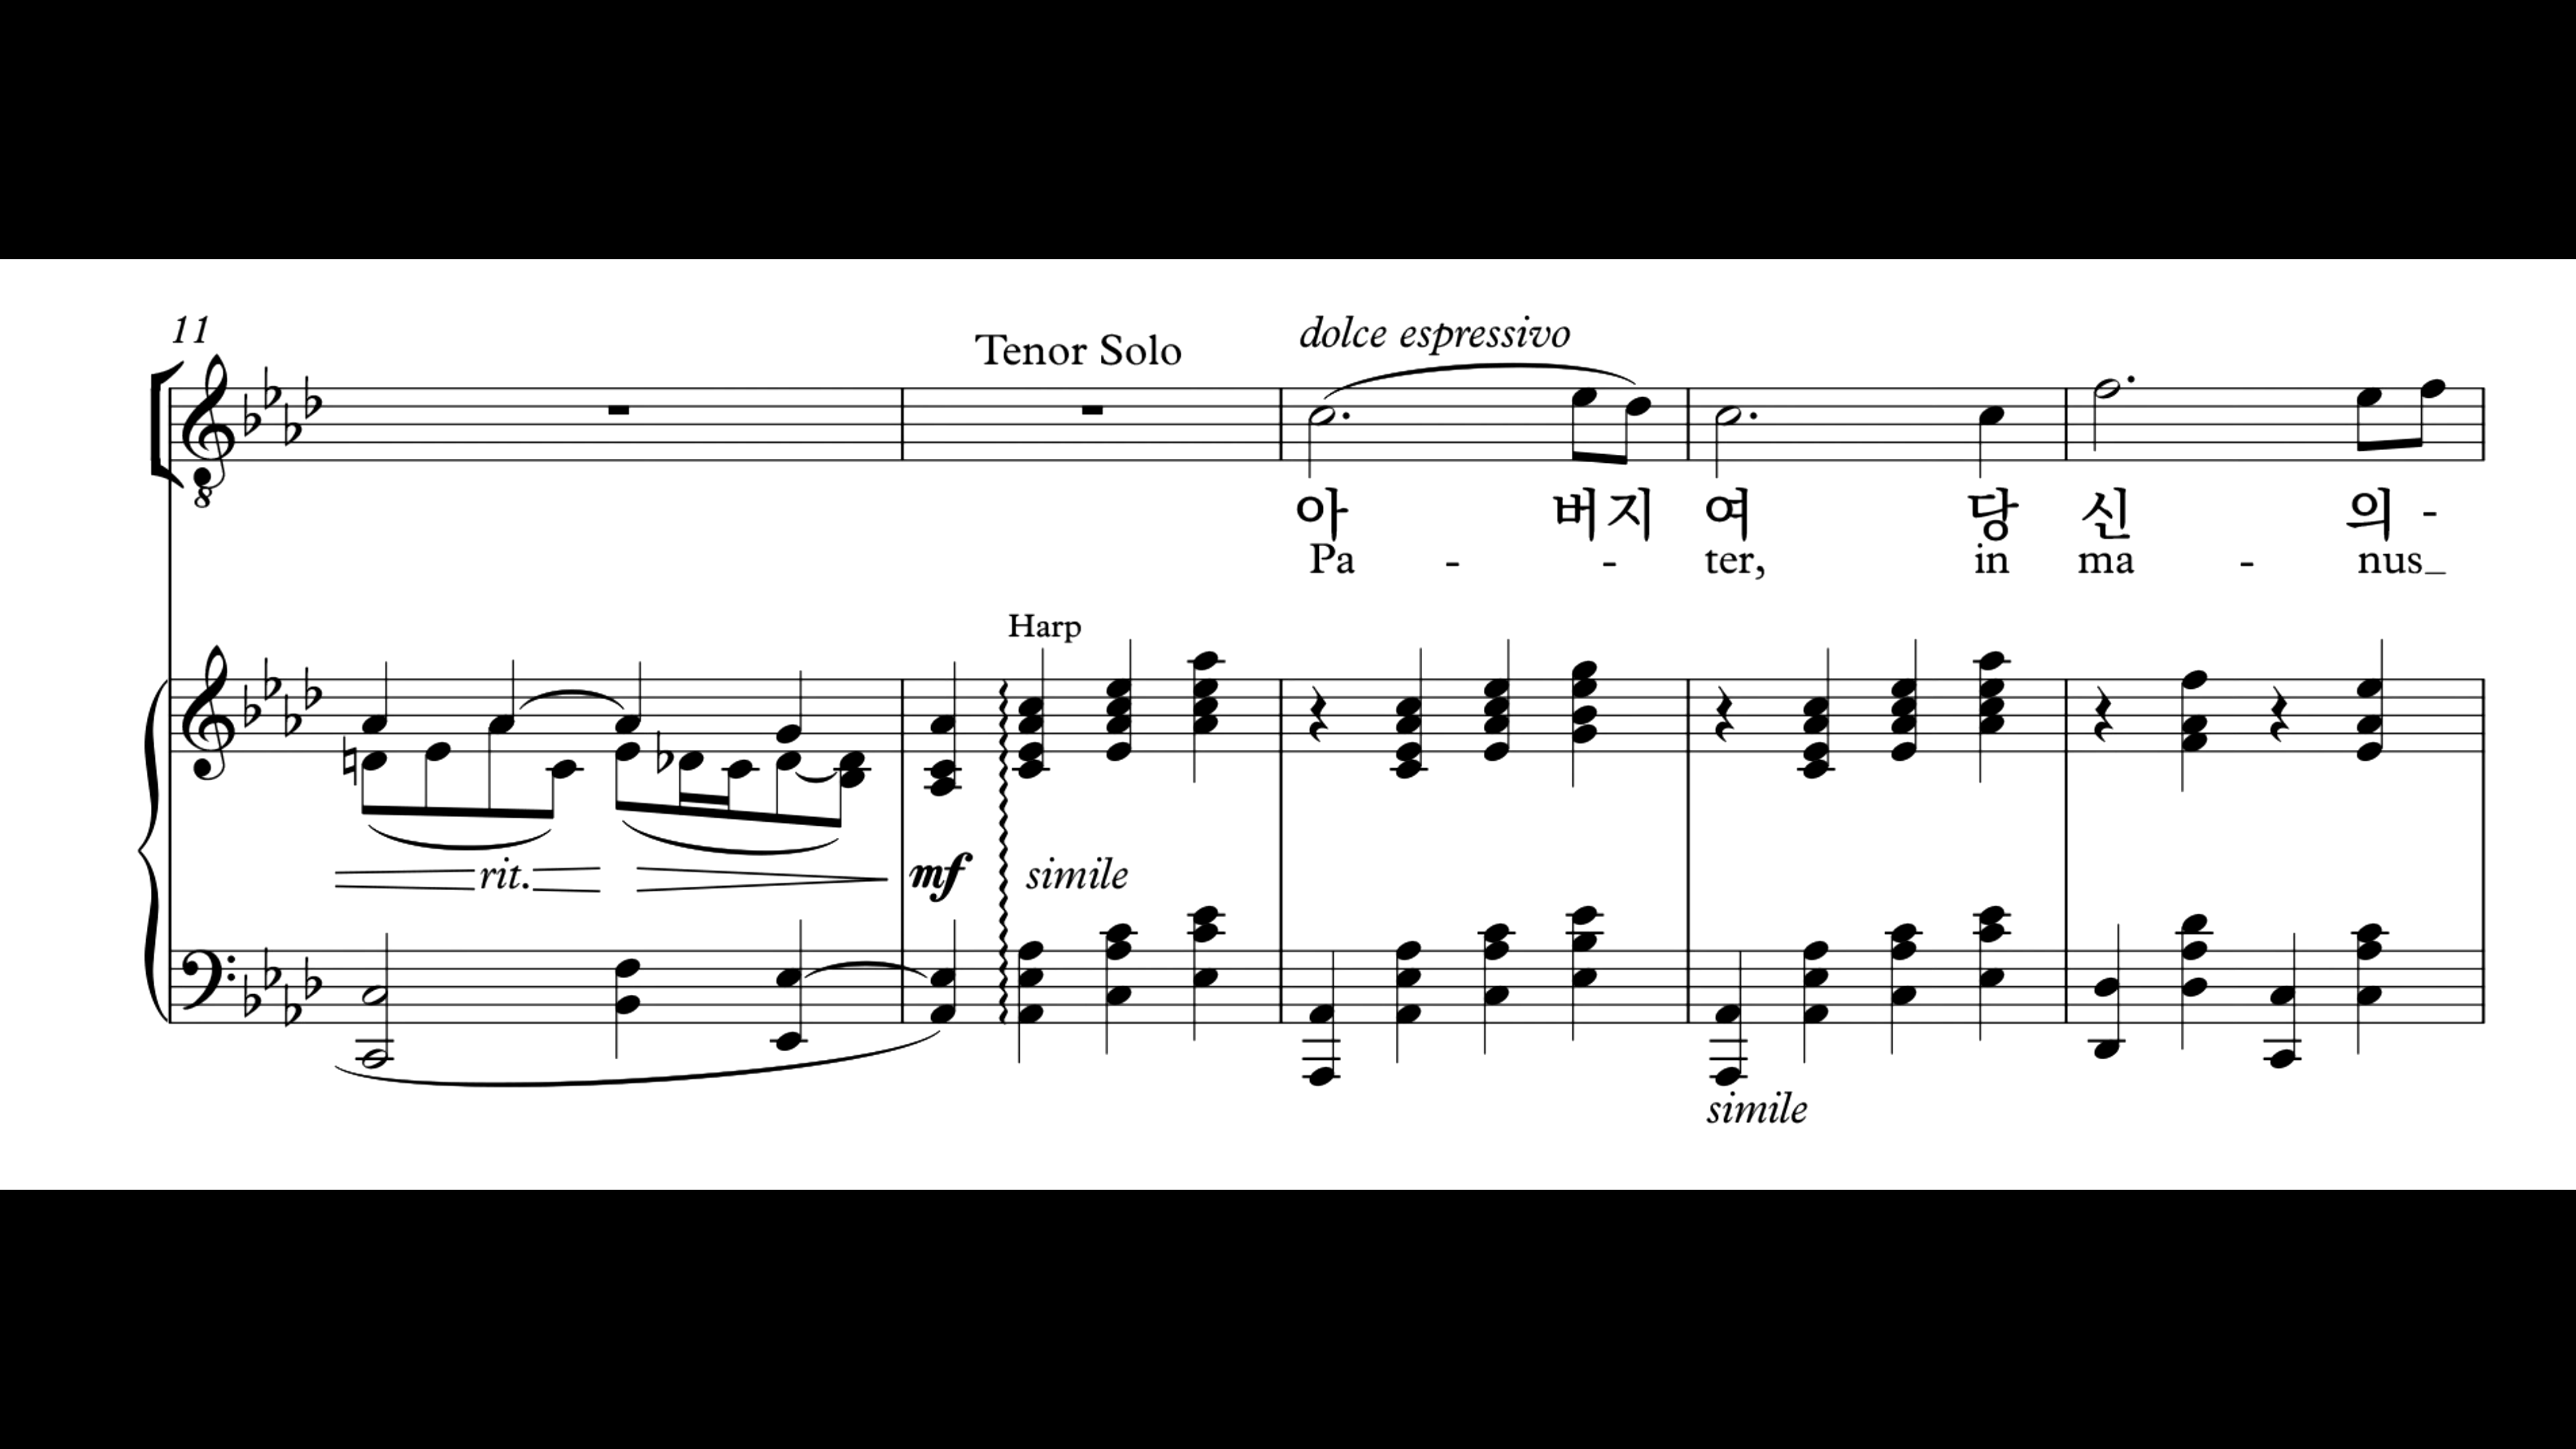 11
Tenor Solo
dolce espressivo
8
아 버지 여 당 신 의 -
Pa - - ter, in ma - nus_
Harp
rit. mf simile
simile